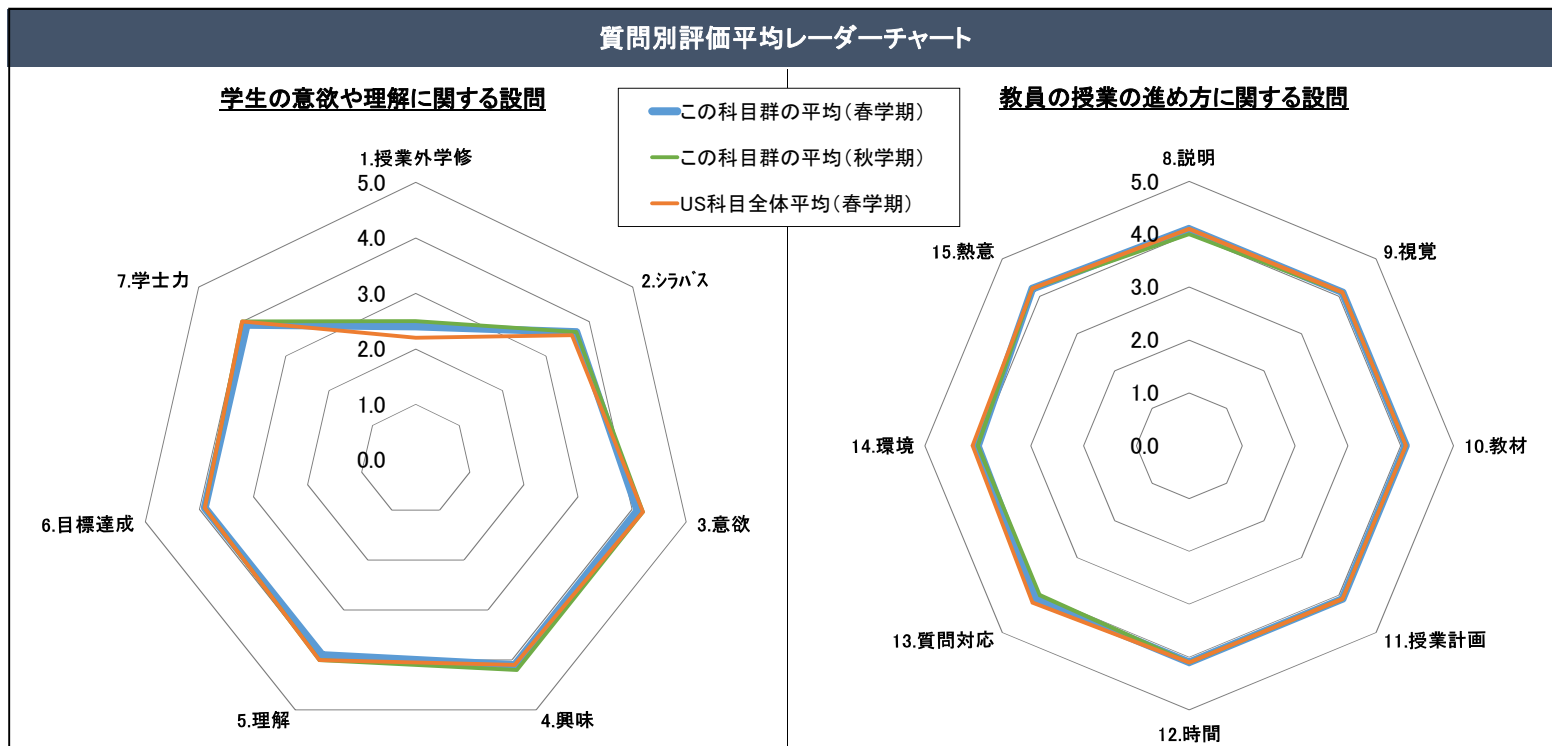 質問別評価平均レーダーチャート
学生の意欲や理解に関する設問
この科目群の平均（春学期）
この科目群の平均（秋学期）
US科目全体平均（春学期）
教員の授業の進め方に関する設問
1.授業外学修
5.0
4.0
3.0
2.0
1.0
0.0
2.ｼﾗﾊﾞｽ
3.意欲
4.興味
5.理解
6.目標達成
7.学士力
8.説明
5.0
4.0
3.0
2.0
1.0
0.0
9.視覚
10.教材
11.授業計画
12.時間
13.質問対応
14.環境
15.熱意